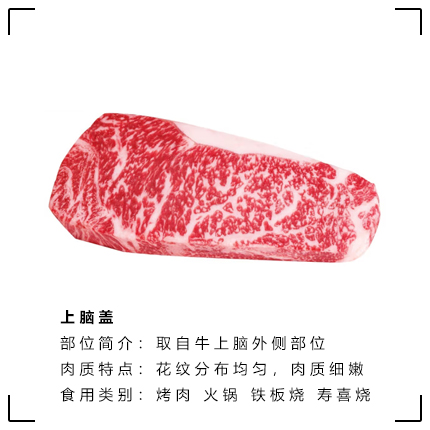 上脑盖
部位简介：取自牛上脑外侧部位
肉质特点：花纹分布均匀，肉质细嫩
食用类别：烤肉 火锅 铁板烧 寿喜烧